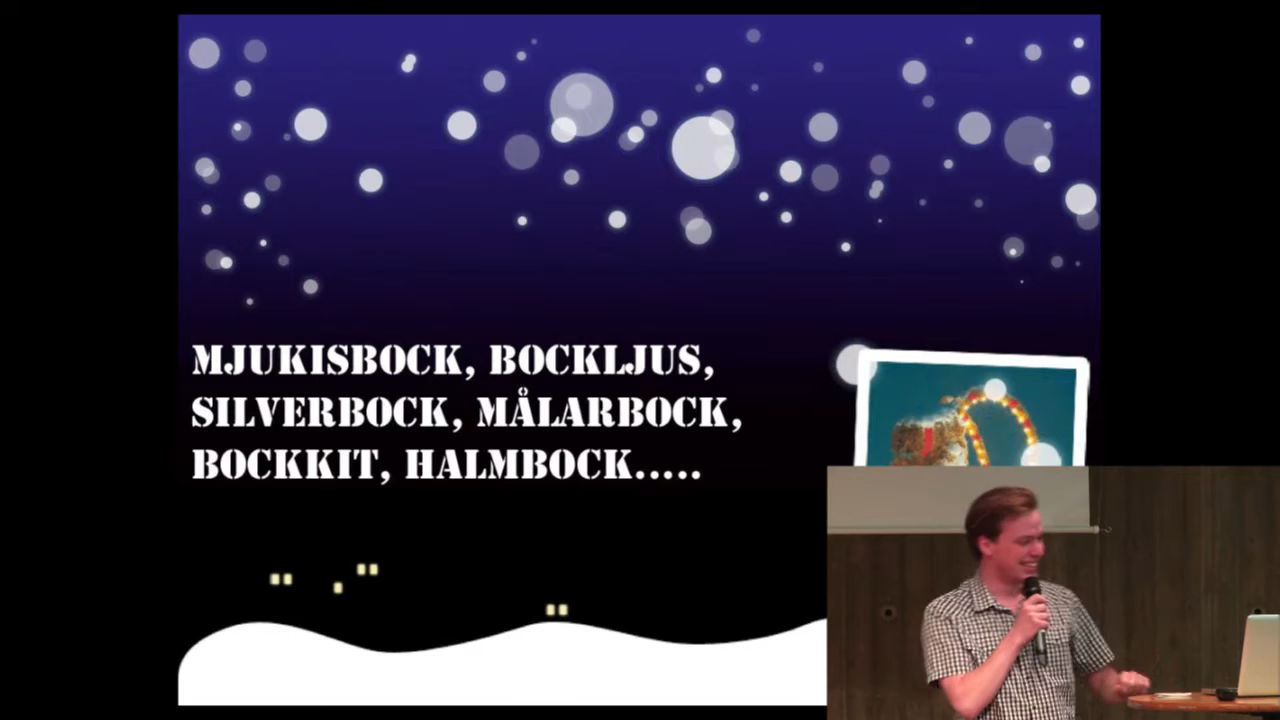 MJUKISBOCK, BOCKLJUS,
SILVERBOCK, MÅLARBOCK,
BOCKKIT, HALMBOCK.....